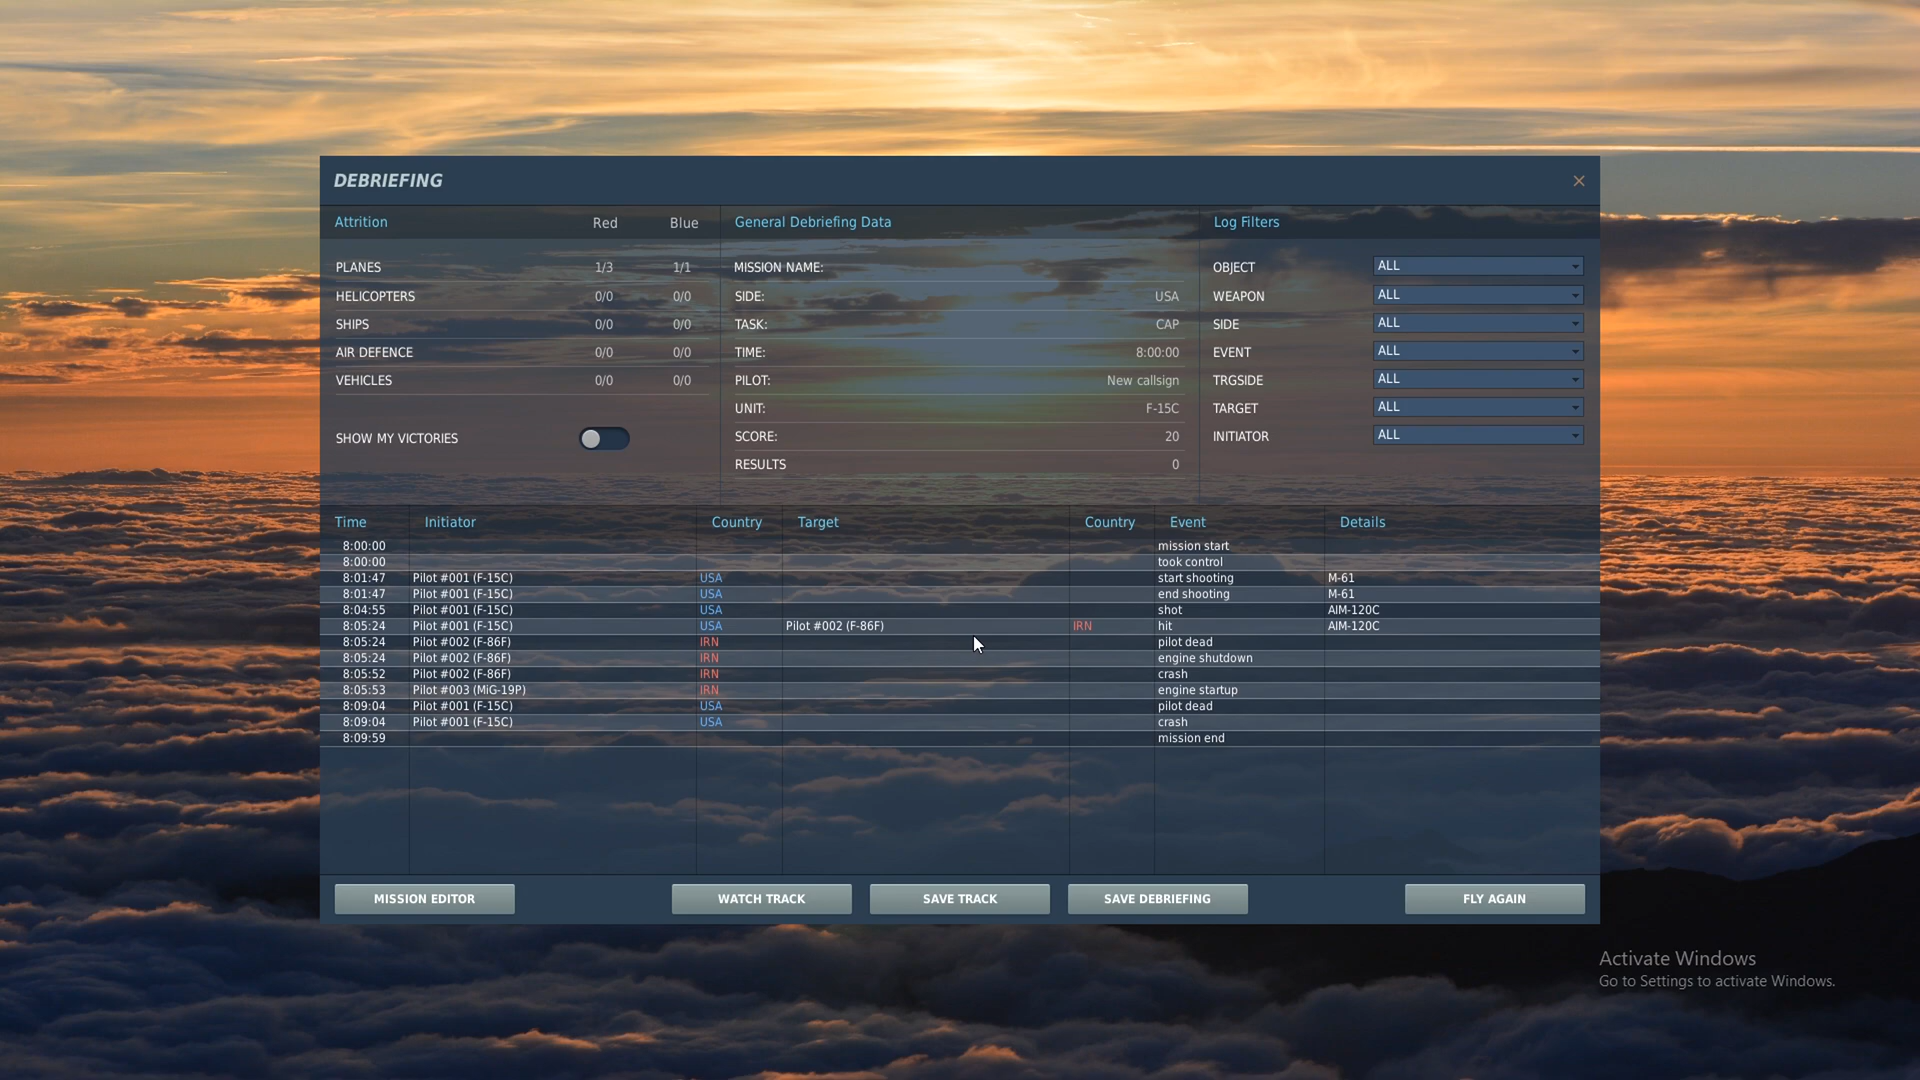 DEBRIEFING ×
Attrition Red Blue
PLANES 1/3 1/1
HELICOPTERS 0/0 0/0
SHIPS 0/0 0/0
AIR DEFENCE 0/0 0/0
VEHICLES 0/0 0/0
SHOW MY VICTORIES
General Debriefing Data
MISSION NAME:
SIDE: USA
TASK: CAP
TIME: 8:00:00
PILOT: New callsign
UNIT: F-15C
SCORE: 20
RESULTS 0
Log Filters
OBJECT ALL
WEAPON ALL
SIDE ALL
EVENT ALL
TRGSIDE ALL
TARGET ALL
INITIATOR ALL
Time Initiator Country Target Country Event Details
8:00:00 mission start
8:00:00 took control
8:01:47 Pilot #001 (F-15C) USA start shooting M-61
8:01:47 Pilot #001 (F-15C) USA end shooting M-61
8:04:55 Pilot #001 (F-15C) USA shot AIM-120C
8:05:24 Pilot #001 (F-15C) USA Pilot #002 (F-86F) IRN hit AIM-120C
8:05:24 Pilot #002 (F-86F) IRN pilot dead
8:05:24 Pilot #002 (F-86F) IRN engine shutdown
8:05:52 Pilot #002 (F-86F) IRN crash
8:05:53 Pilot #003 (MiG-19P) IRN engine startup
8:09:04 Pilot #001 (F-15C) USA pilot dead
8:09:04 Pilot #001 (F-15C) USA crash
8:09:59 mission end
MISSION EDITOR WATCH TRACK SAVE TRACK SAVE DEBRIEFING FLY AGAIN
Activate Windows
Go to Settings to activate Windows.